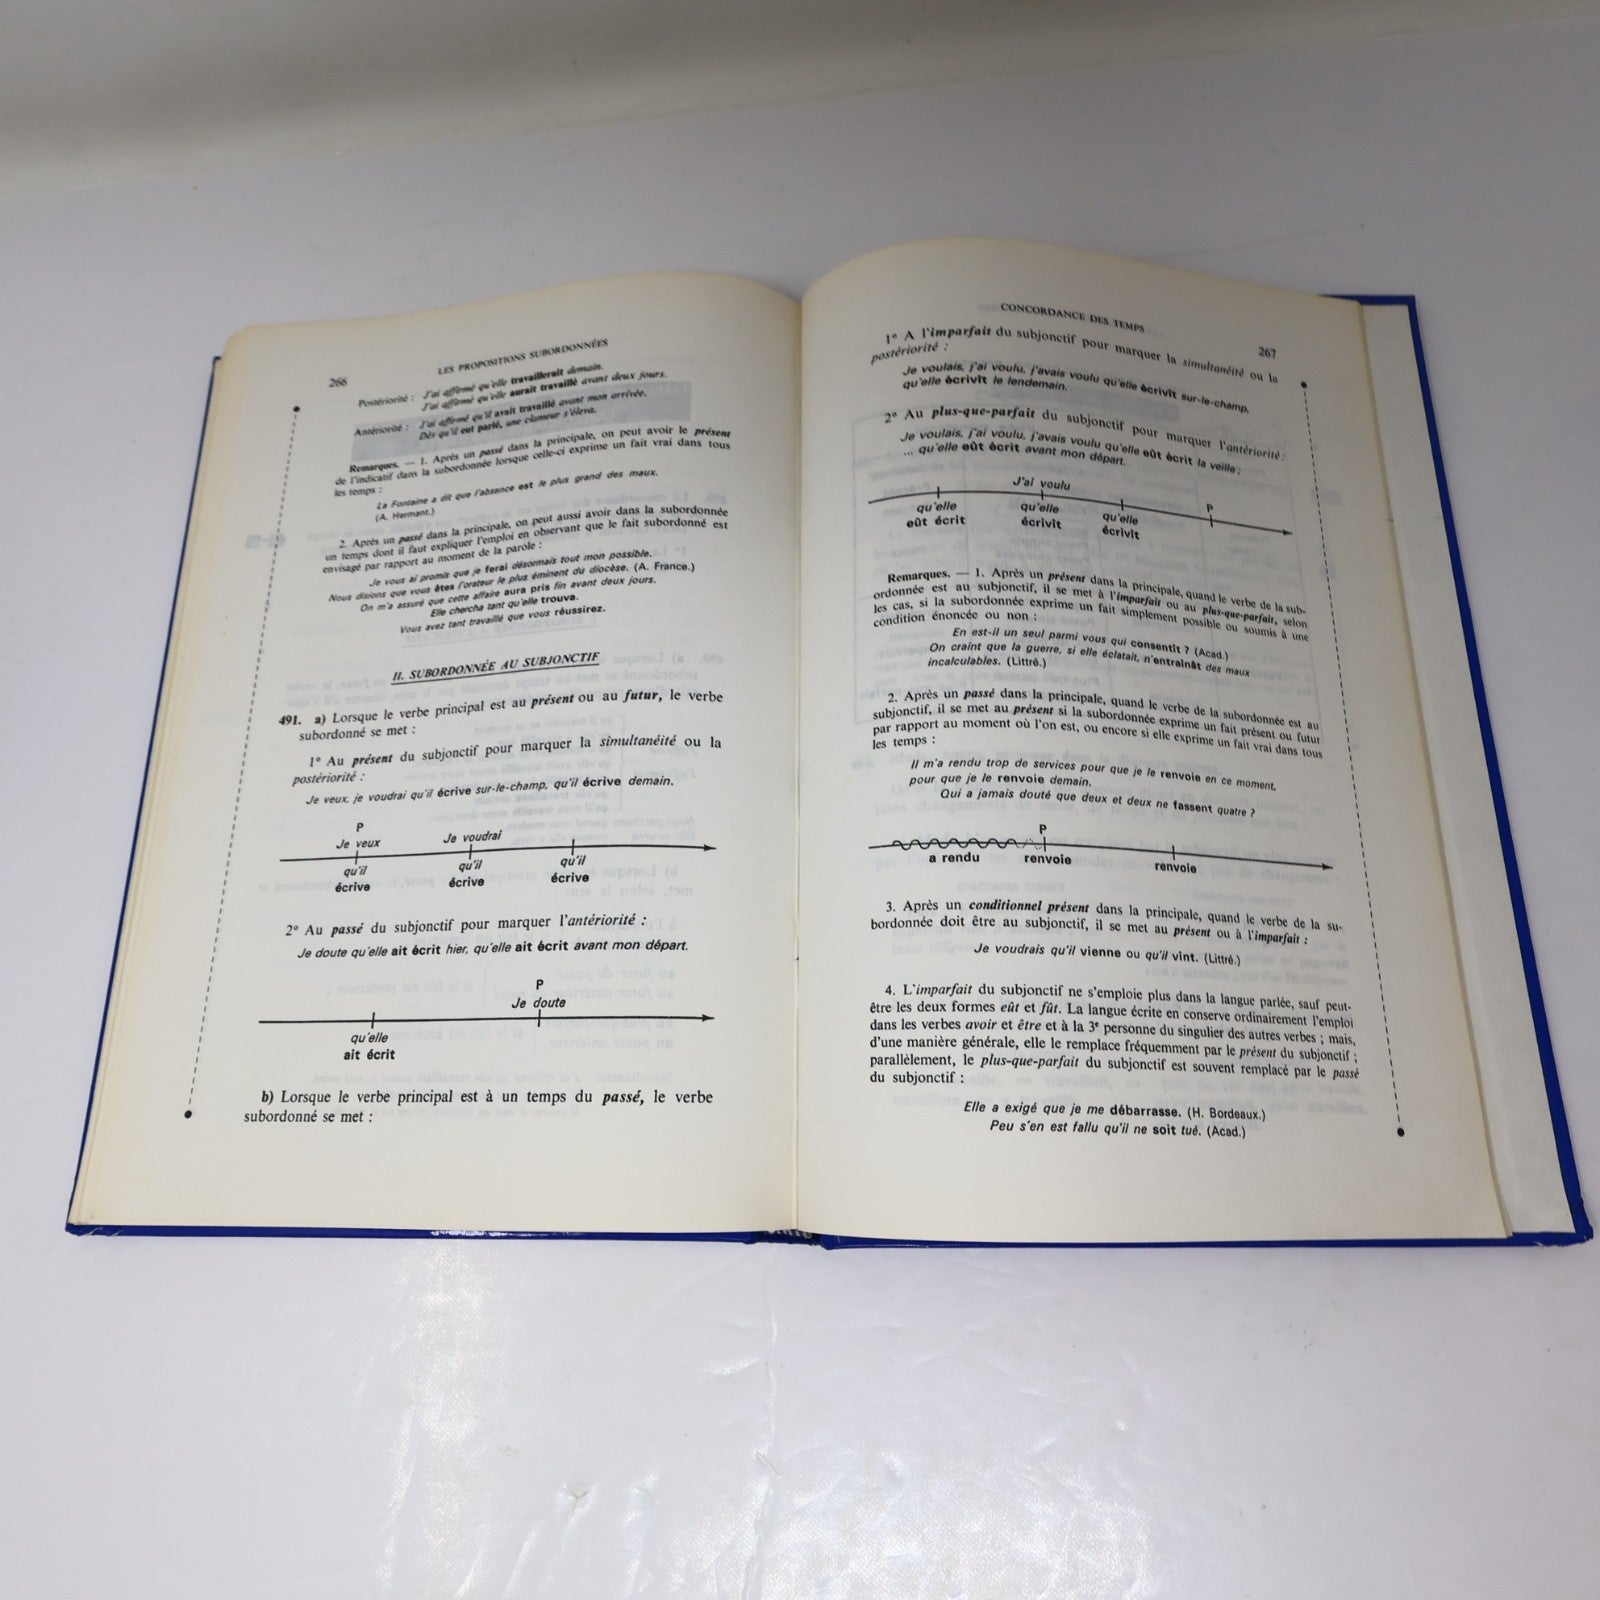 266
LES PROPOSITIONS SUBORDONNÉES
Postériorité : J'ai affirmé qu'elle travaillerait demain.
J'ai affirmé qu'elle aurait travaillé avant deux jours.
Antériorité : J'ai affirmé qu'il avait travaillé avant mon arrivée.
Dès qu'il eut parlé, une clameur s'éleva.
Remarques. — 1. Après un passé dans la principale, on peut avoir le présent
de l'indicatif dans la subordonnée lorsque celle-ci exprime un fait vrai dans tous
les temps :
La Fontaine a dit que l'absence est le plus grand des maux.
(A. Hermant.)
2. Après un passé dans la principale, on peut aussi avoir dans la subordonnée
un temps dont il faut expliquer l'emploi en observant que le fait subordonné est
envisagé par rapport au moment de la parole :
Je vous ai promis que je ferai désormais tout mon possible.
Nous disions que vous êtes l'orateur le plus éminent du diocèse. (A. France.)
On m'a assuré que cette affaire aura pris fin avant deux jours.
Elle chercha tant qu'elle trouva.
Vous avez tant travaillé que vous réussirez.
II. SUBORDONNÉE AU SUBJONCTIF
491. a) Lorsque le verbe principal est au présent ou au futur, le verbe
subordonné se met :
1° Au présent du subjonctif pour marquer la simultanéité ou la
postériorité :
Je veux, je voudrai qu'il écrive sur-le-champ, qu'il écrive demain.
P
Je veux Je voudrai
qu'il qu'il qu'il
écrive écrive écrive
2° Au passé du subjonctif pour marquer l'antériorité :
Je doute qu'elle ait écrit hier, qu'elle ait écrit avant mon départ.
P
Je doute
qu'elle
ait écrit
b) Lorsque le verbe principal est à un temps du passé, le verbe
subordonné se met :
CONCORDANCE DES TEMPS
267
1° A l'imparfait du subjonctif pour marquer la simultanéité ou la
postériorité :
Je voulais, j'ai voulu, j'avais voulu qu'elle écrivît sur-le-champ,
qu'elle écrivît le lendemain.
2° Au plus-que-parfait du subjonctif pour marquer l'antériorité :
Je voulais, j'ai voulu, j'avais voulu qu'elle eût écrit la veille ;
... qu'elle eût écrit avant mon départ.
J'ai voulu P
qu'elle qu'elle qu'elle
eût écrit écrivît écrivît
Remarques. — 1. Après un présent dans la principale, quand le verbe de la sub-
ordonnée est au subjonctif, il se met à l'imparfait ou au plus-que-parfait, selon
les cas, si la subordonnée exprime un fait simplement possible ou soumis à une
condition énoncée ou non :
En est-il un seul parmi vous qui consentît ? (Acad.)
On craint que la guerre, si elle éclatait, n'entraînât des maux
incalculables. (Littré.)
2. Après un passé dans la principale, quand le verbe de la subordonnée est au
subjonctif, il se met au présent si la subordonnée exprime un fait présent ou futur
par rapport au moment où l'on est, ou encore si elle exprime un fait vrai dans tous
les temps :
Il m'a rendu trop de services pour que je le renvoie en ce moment,
pour que je le renvoie demain.
Qui a jamais douté que deux et deux ne fassent quatre ?
P
a rendu renvoie renvoie
3. Après un conditionnel présent dans la principale, quand le verbe de la su-
bordonnée doit être au subjonctif, il se met au présent ou à l'imparfait :
Je voudrais qu'il vienne ou qu'il vînt. (Littré.)
4. L'imparfait du subjonctif ne s'emploie plus dans la langue parlée, sauf peut-
être les deux formes eût et fût. La langue écrite en conserve ordinairement l'emploi
dans les verbes avoir et être et à la 3e personne du singulier des autres verbes ; mais,
d'une manière générale, elle le remplace fréquemment par le présent du subjonctif ;
parallèlement, le plus-que-parfait du subjonctif est souvent remplacé par le passé
du subjonctif :
Elle a exigé que je me débarrasse. (H. Bordeaux.)
Peu s'en est fallu qu'il ne soit tué. (Acad.)